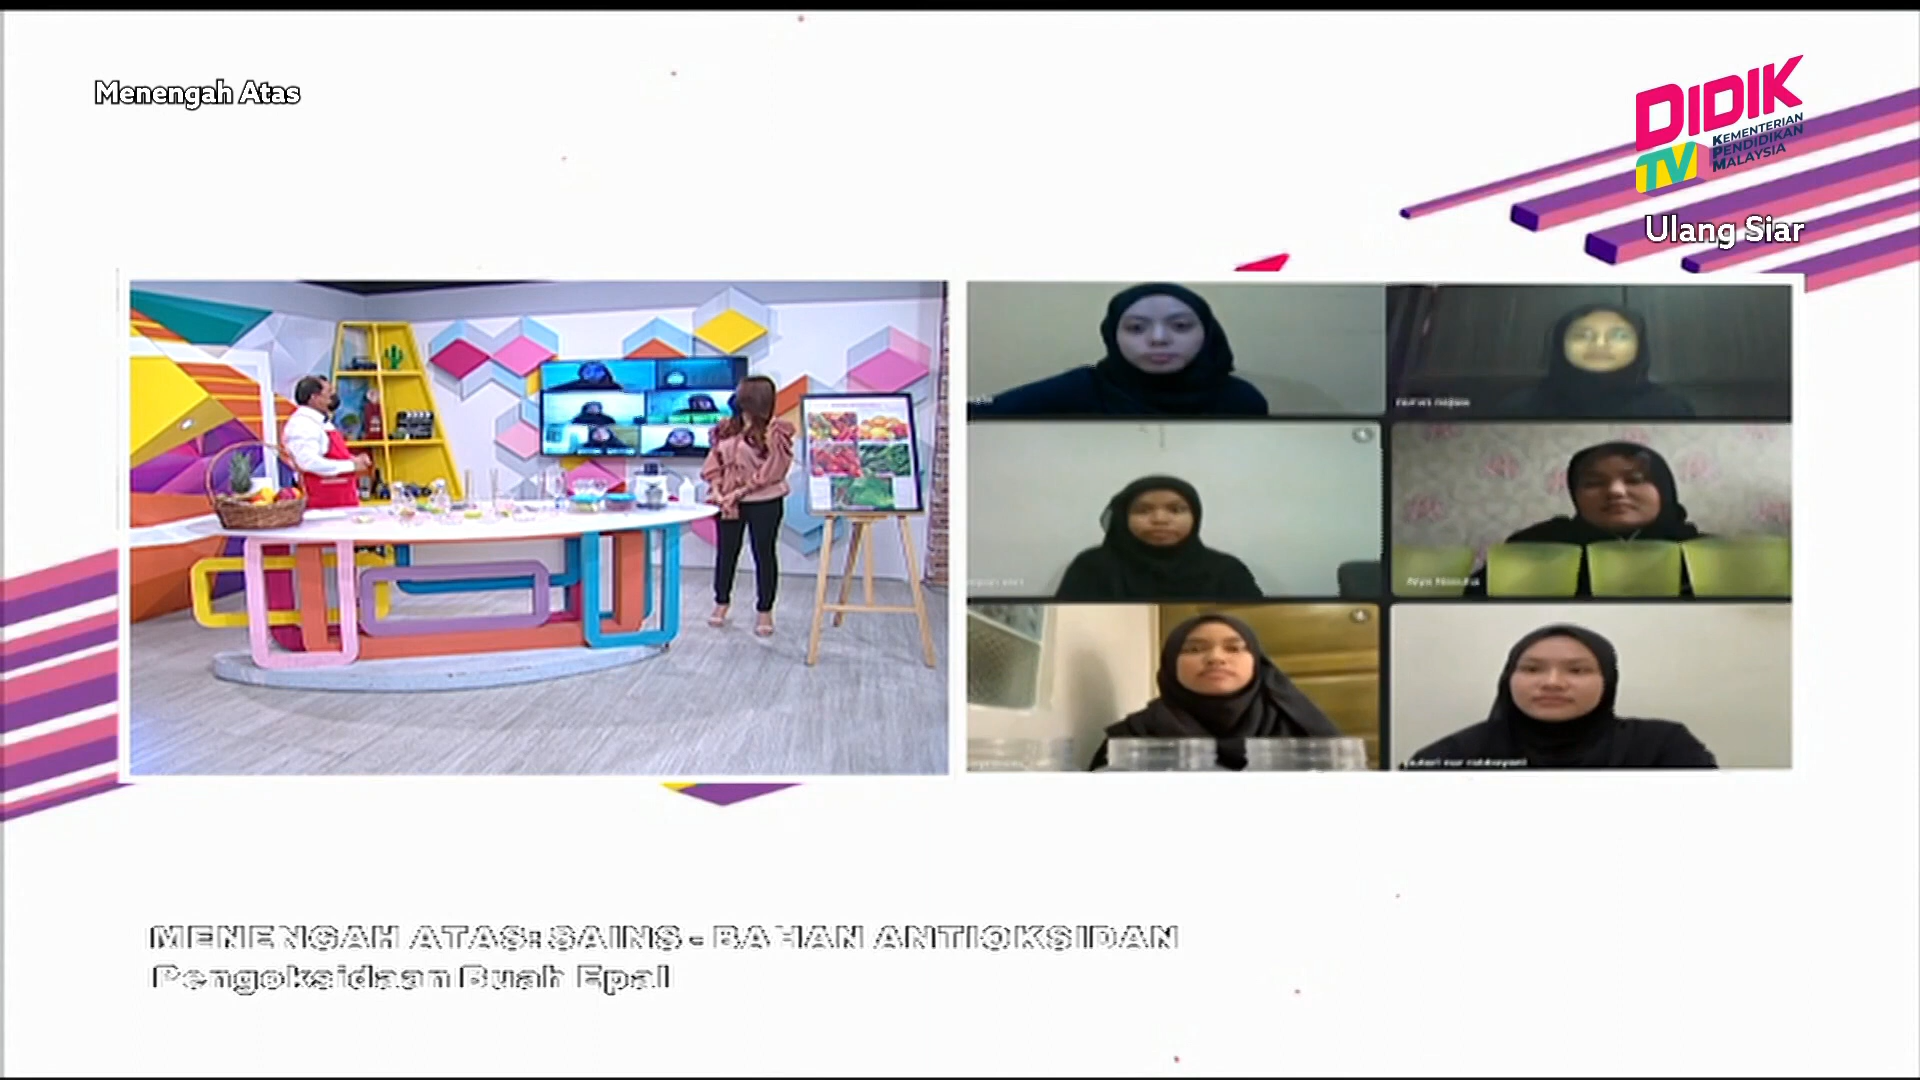 Menengah Atas
DIDIK
TV
KEMENTERIAN
PENDIDIKAN
MALAYSIA
Ulang Siar
MENENGAH ATAS: SAINS - BAHAN ANTIOKSIDAN
Pengoksidaan Buah Epal